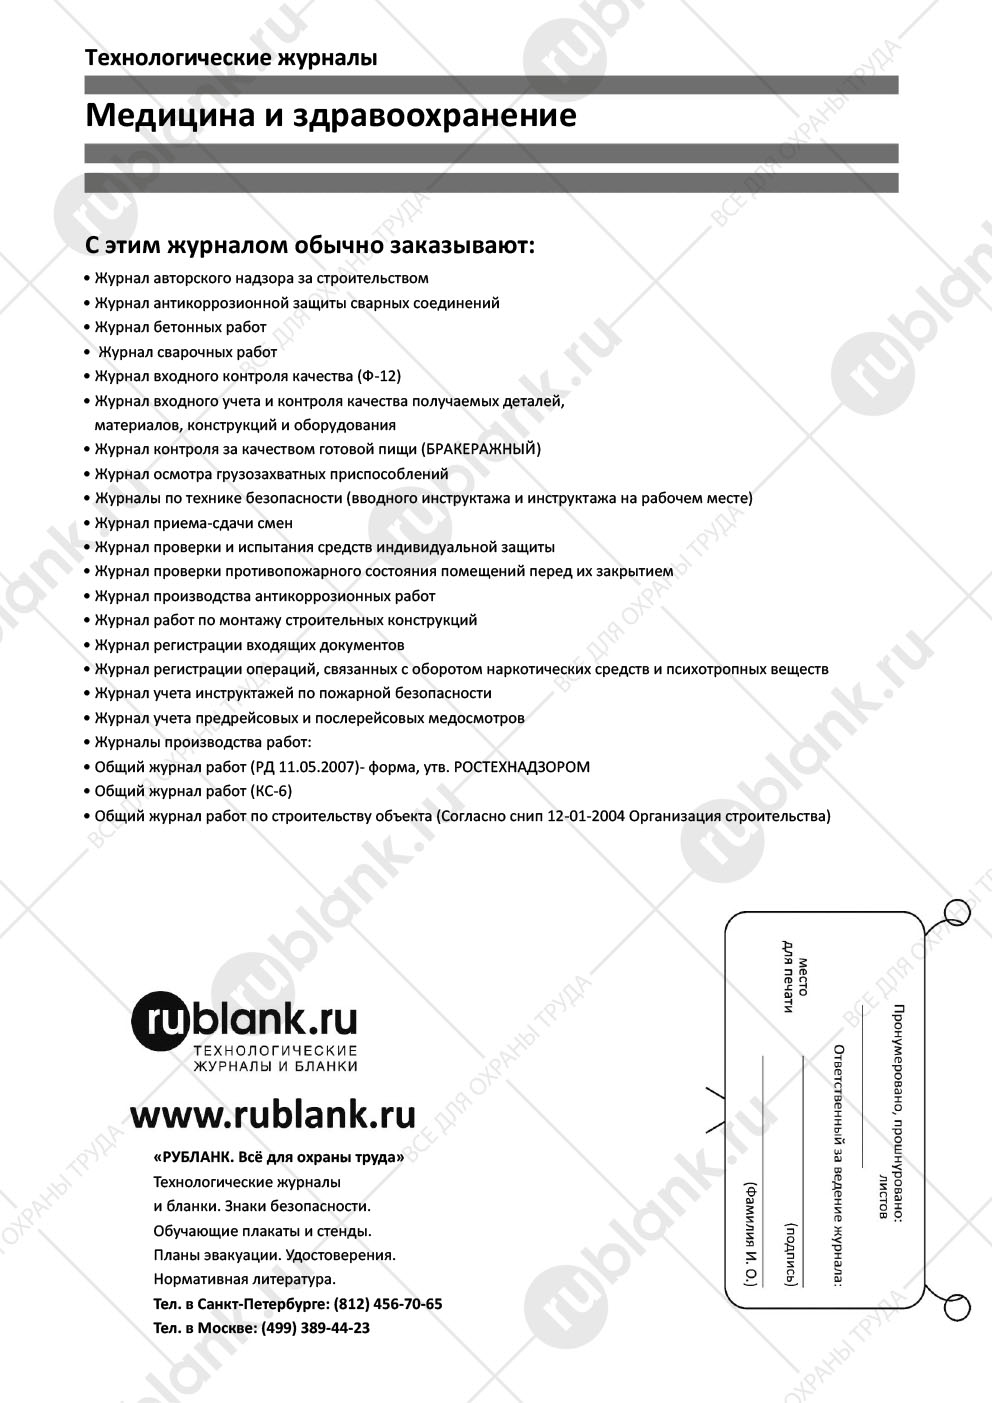 Технологические журналы
Медицина и здравоохранение
С этим журналом обычно заказывают:
• Журнал авторского надзора за строительством
• Журнал антикоррозионной защиты сварных соединений
• Журнал бетонных работ
• Журнал сварочных работ
• Журнал входного контроля качества (Ф-12)
• Журнал входного учета и контроля качества получаемых деталей,
материалов, конструкций и оборудования
• Журнал контроля за качеством готовой пищи (БРАКЕРАЖНЫЙ)
• Журнал осмотра грузозахватных приспособлений
• Журналы по технике безопасности (вводного инструктажа и инструктажа на рабочем месте)
• Журнал приема-сдачи смен
• Журнал проверки и испытания средств индивидуальной защиты
• Журнал проверки противопожарного состояния помещений перед их закрытием
• Журнал производства антикоррозионных работ
• Журнал работ по монтажу строительных конструкций
• Журнал регистрации входящих документов
• Журнал регистрации операций, связанных с оборотом наркотических средств и психотропных веществ
• Журнал учета инструктажей по пожарной безопасности
• Журнал учета предрейсовых и послерейсовых медосмотров
• Журналы производства работ:
• Общий журнал работ (РД 11.05.2007)- форма, утв. РОСТЕХНАДЗОРОМ
• Общий журнал работ (КС-6)
• Общий журнал работ по строительству объекта (Согласно снип 12-01-2004 Организация строительства)
rublank.ru
ТЕХНОЛОГИЧЕСКИЕ
ЖУРНАЛЫ И БЛАНКИ
www.rublank.ru
«РУБЛАНК. Всё для охраны труда»
Технологические журналы
и бланки. Знаки безопасности.
Обучающие плакаты и стенды.
Планы эвакуации. Удостоверения.
Нормативная литература.
Тел. в Санкт-Петербурге: (812) 456-70-65
Тел. в Москве: (499) 389-44-23
Пронумеровано, прошнуровано:
листов
Ответственный за ведение журнала:
место
для печати
(подпись)
(Фамилия И. О.)
rublank.ru
ВСЕ ДЛЯ ОХРАНЫ ТРУДА